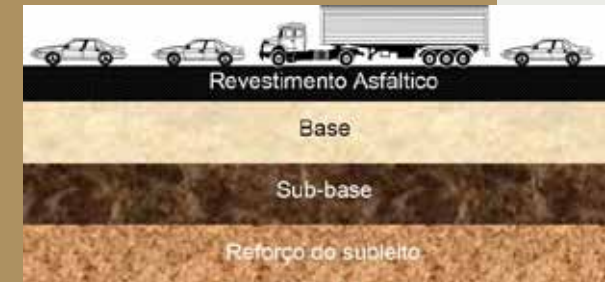 Revestimento Asfáltico
Base
Sub-base
Reforço do subleito